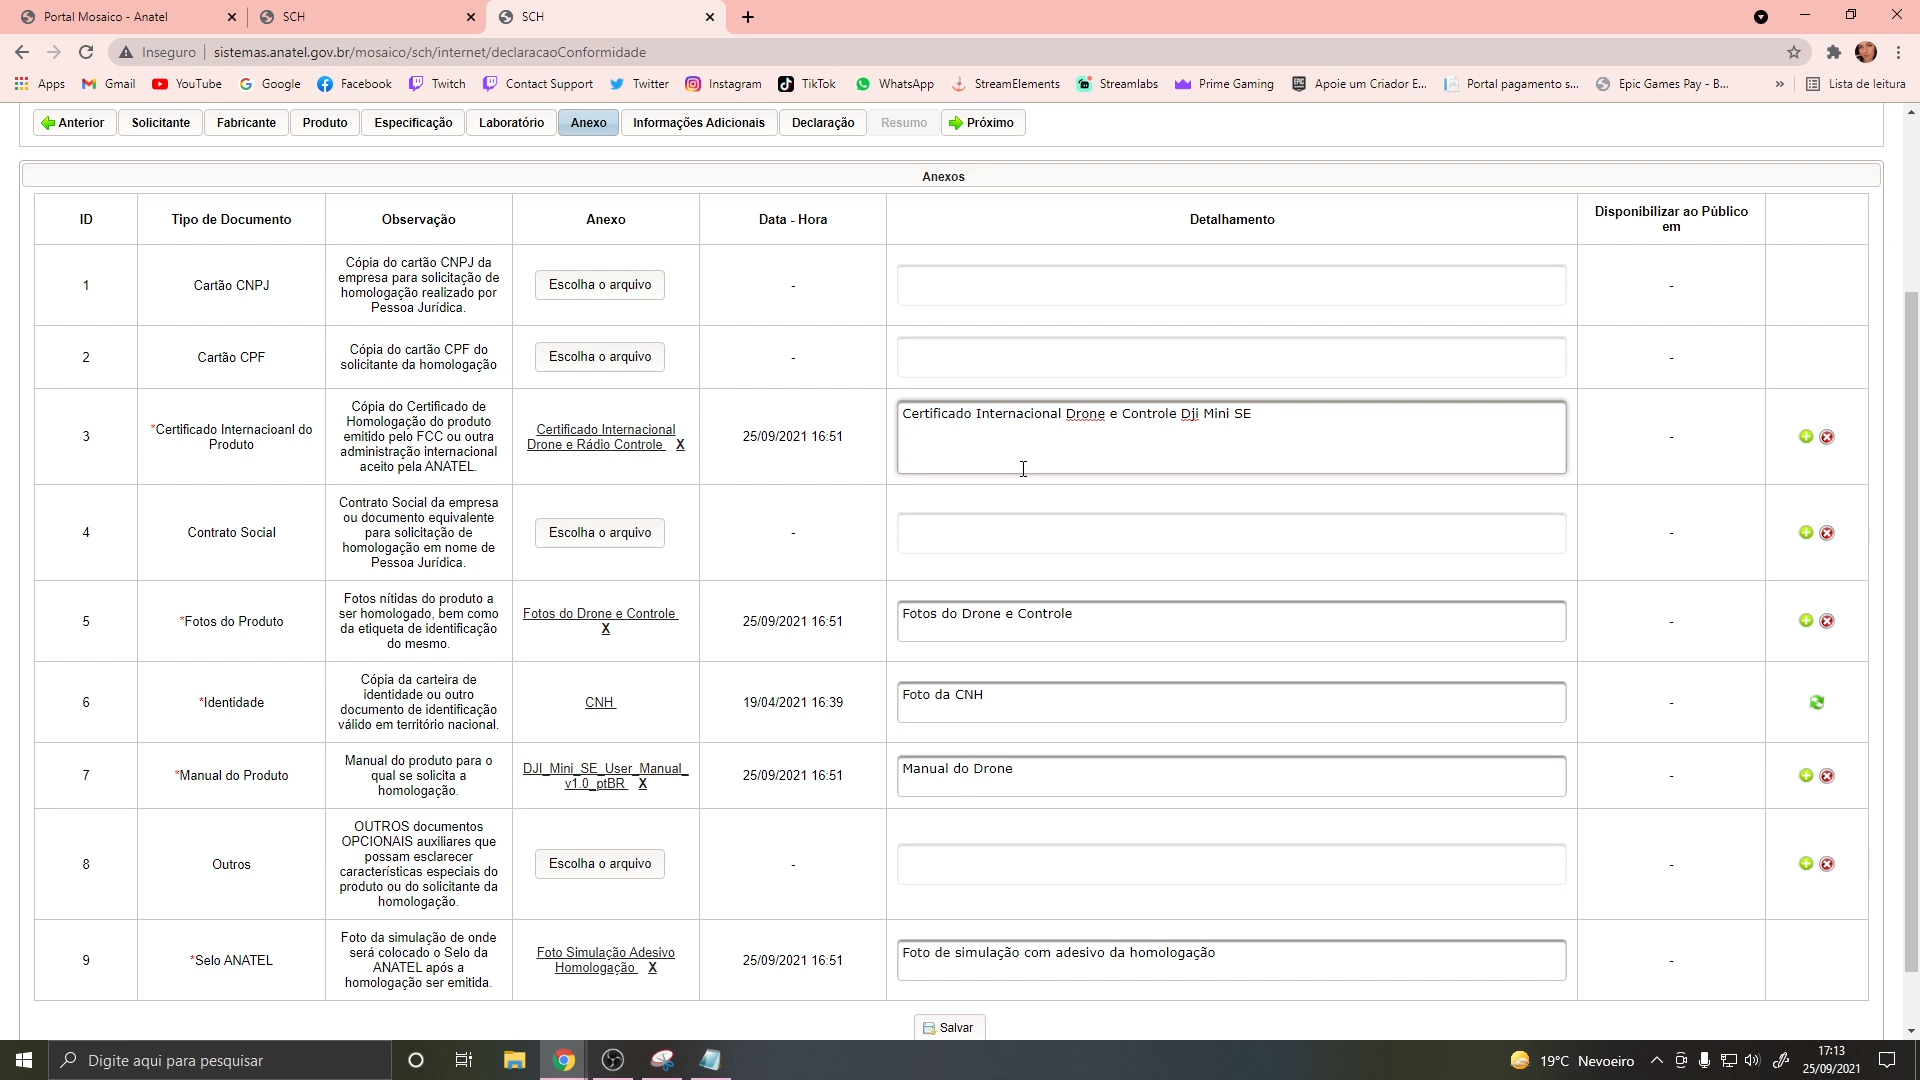 Portal Mosaico - Anatel
SCH
SCH
Inseguro
sistemas.anatel.gov.br/mosaico/sch/internet/declaracaoConformidade
Apps
Gmail
YouTube
Google
Facebook
Twitch
Contact Support
Twitter
Instagram
TikTok
WhatsApp
StreamElements
Streamlabs
Prime Gaming
Apoie um Criador E...
Portal pagamento s...
Epic Games Pay - B...
»
Lista de leitura
Anterior
Solicitante
Fabricante
Produto
Especificação
Laboratório
Anexo
Informações Adicionais
Declaração
Resumo
Próximo
Anexos
ID
Tipo de Documento
Observação
Anexo
Data - Hora
Detalhamento
Disponibilizar ao Público
em
1
Cartão CNPJ
Cópia do cartão CNPJ da
empresa para solicitação de
homologação realizado por
Pessoa Jurídica.
Escolha o arquivo
-
-
2
Cartão CPF
Cópia do cartão CPF do
solicitante da homologação
Escolha o arquivo
-
-
3
*Certificado Internacioanl do
Produto
Cópia do Certificado de
Homologação do produto
emitido pelo FCC ou outra
administração internacional
aceito pela ANATEL.
Certificado Internacional
Drone e Rádio Controle X
25/09/2021 16:51
Certificado Internacional Drone e Controle Dji Mini SE
-
4
Contrato Social
Contrato Social da empresa
ou documento equivalente
para solicitação de
homologação em nome de
Pessoa Jurídica.
Escolha o arquivo
-
-
5
*Fotos do Produto
Fotos nítidas do produto a
ser homologado, bem como
da etiqueta de identificação
do mesmo.
Fotos do Drone e Controle
X
25/09/2021 16:51
Fotos do Drone e Controle
-
6
*Identidade
Cópia da carteira de
identidade ou outro
documento de identificação
válido em território nacional.
CNH
19/04/2021 16:39
Foto da CNH
-
7
*Manual do Produto
Manual do produto para o
qual se solicita a
homologação.
DJI_Mini_SE_User_Manual_
v1.0_ptBR X
25/09/2021 16:51
Manual do Drone
-
8
Outros
OUTROS documentos
OPCIONAIS auxiliares que
possam esclarecer
características especiais do
produto ou do solicitante da
homologação.
Escolha o arquivo
-
-
9
*Selo ANATEL
Foto da simulação de onde
será colocado o Selo da
ANATEL após a
homologação ser emitida.
Foto Simulação Adesivo
Homologação X
25/09/2021 16:51
Foto de simulação com adesivo da homologação
-
Salvar
Digite aqui para pesquisar
19°C Nevoeiro
17:13
25/09/2021